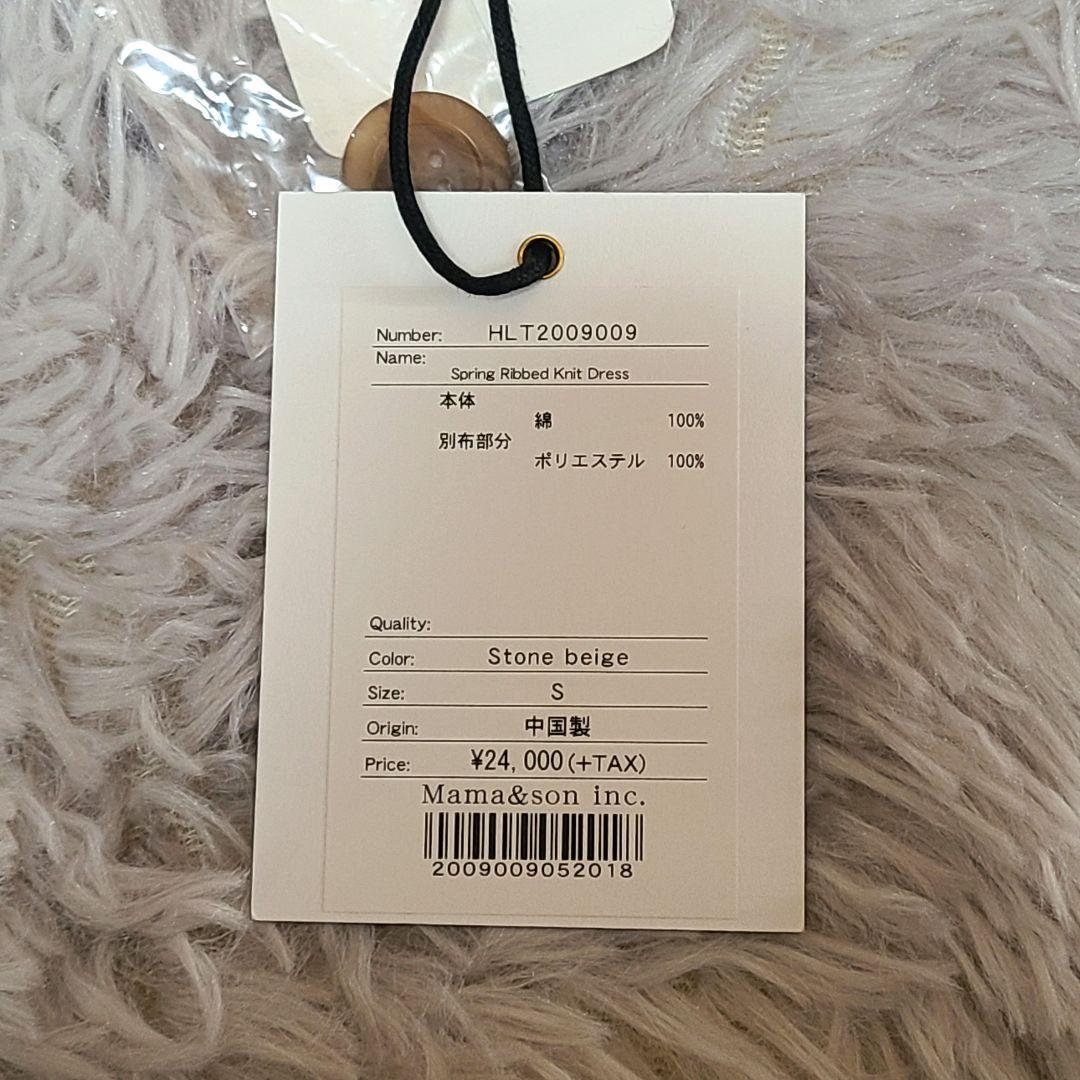 Number: HLT2009009
Name:
Spring Ribbed Knit Dress
本体
綿 100%
別布部分
ポリエステル 100%
Quality:
Color: Stone beige
Size: S
Origin: 中国製
Price: ¥24,000(+TAX)
Mama&son inc.
2009009052018